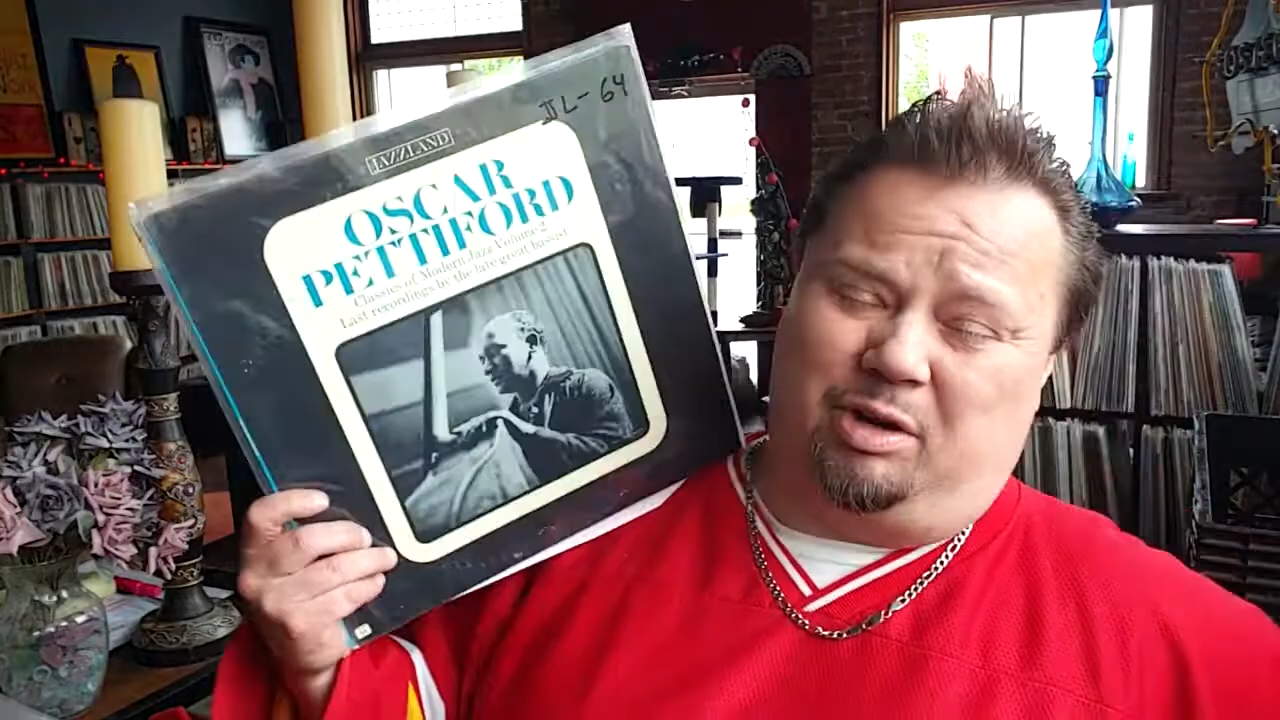 JL-64
JAZZLAND
OSCAR
PETTIFORD
Classics of Modern Jazz Volume 2
Last recordings by the late great bassist